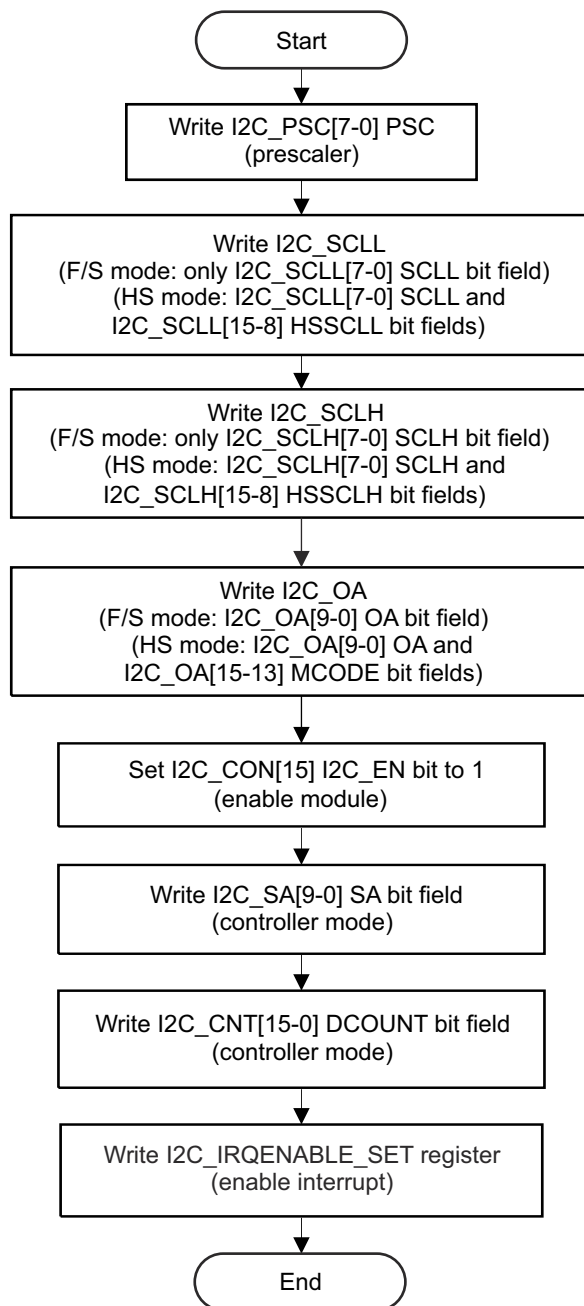 Start
Write I2C_PSC[7-0] PSC
(prescaler)
Write I2C_SCLL
(F/S mode: only I2C_SCLL[7-0] SCLL bit field)
(HS mode: I2C_SCLL[7-0] SCLL and
I2C_SCLL[15-8] HSSCLL bit fields)
Write I2C_SCLH
(F/S mode: only I2C_SCLH[7-0] SCLH bit field)
(HS mode: I2C_SCLH[7-0] SCLH and
I2C_SCLH[15-8] HSSCLH bit fields)
Write I2C_OA
(F/S mode: I2C_OA[9-0] OA bit field)
(HS mode: I2C_OA[9-0] OA and
I2C_OA[15-13] MCODE bit fields)
Set I2C_CON[15] I2C_EN bit to 1
(enable module)
Write I2C_SA[9-0] SA bit field
(controller mode)
Write I2C_CNT[15-0] DCOUNT bit field
(controller mode)
Write I2C_IRQENABLE_SET register
(enable interrupt)
End